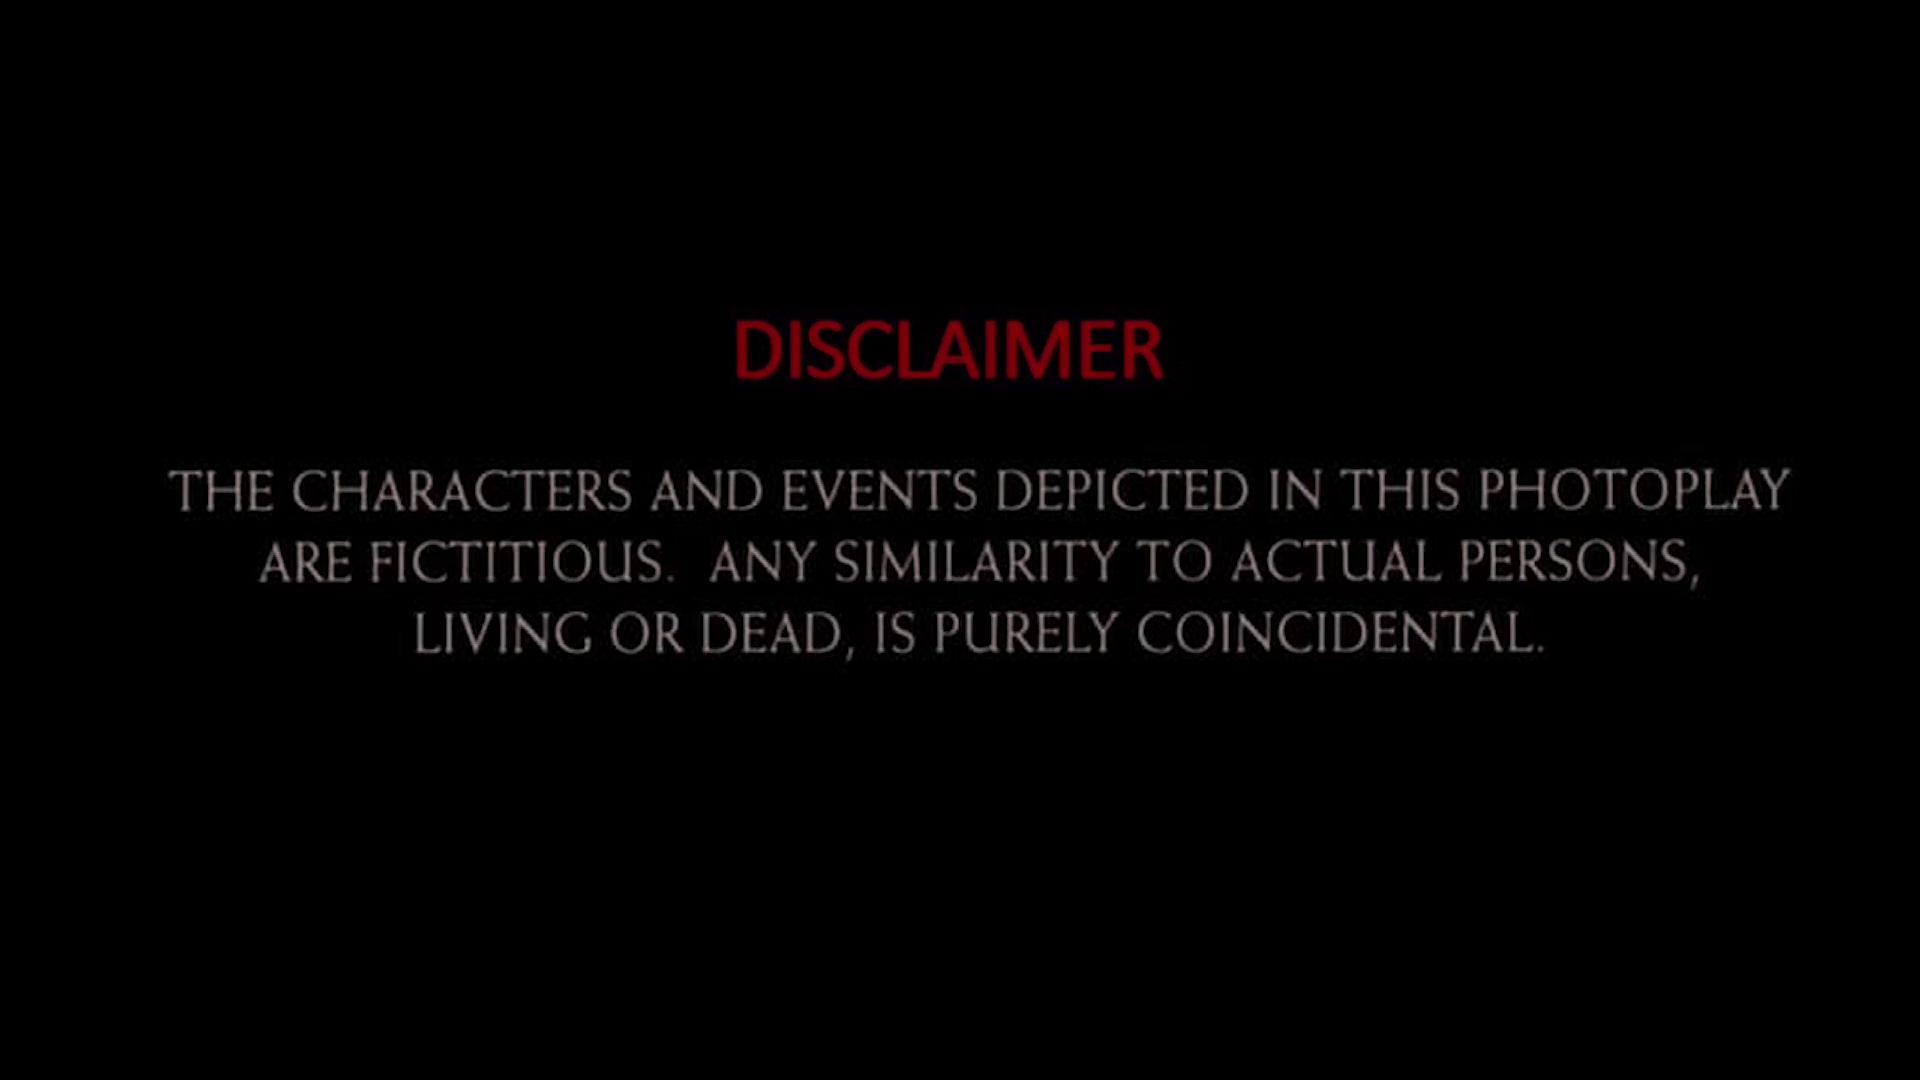 DISCLAIMER
THE CHARACTERS AND EVENTS DEPICTED IN THIS PHOTOPLAY
ARE FICTITIOUS.  ANY SIMILARITY TO ACTUAL PERSONS,
LIVING OR DEAD, IS PURELY COINCIDENTAL.